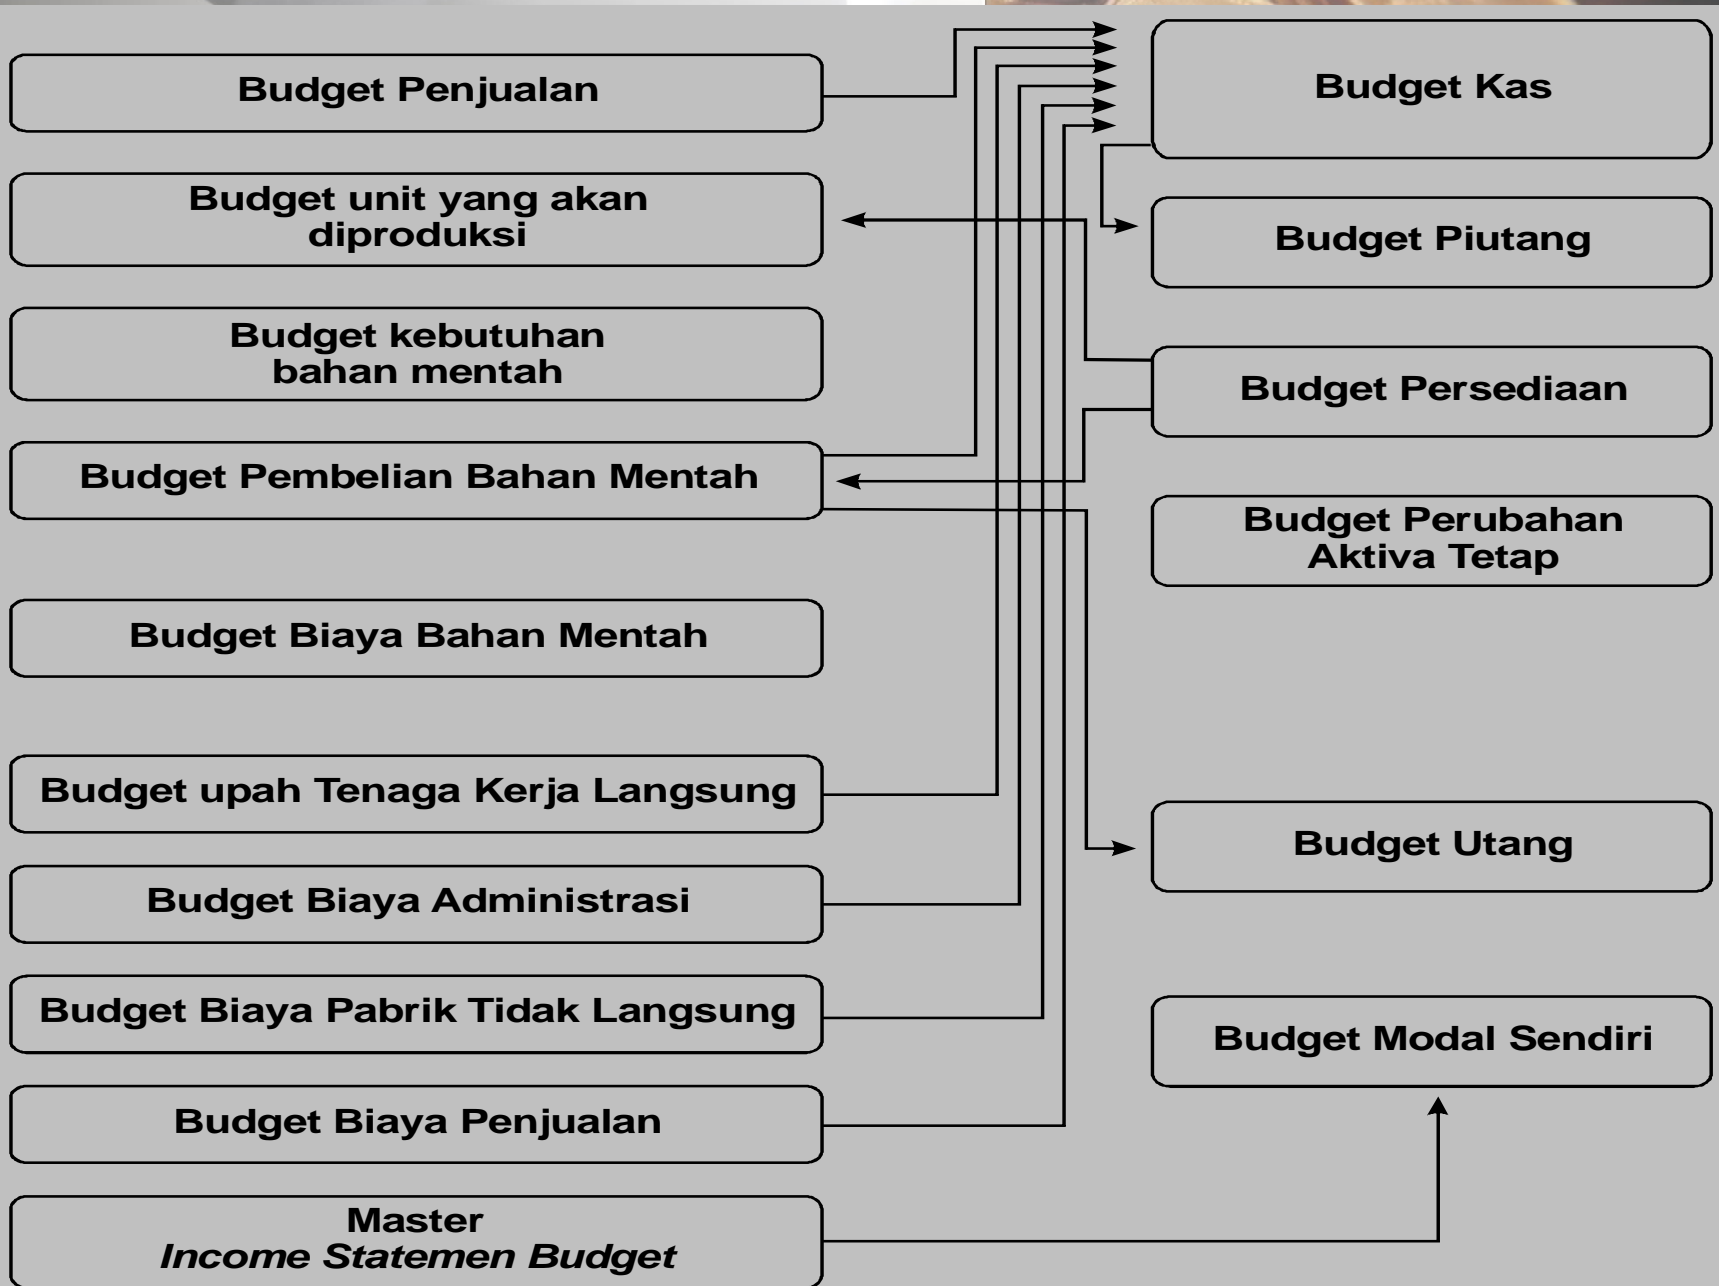 Budget Penjualan
Budget unit yang akan
diproduksi
Budget kebutuhan
bahan mentah
Budget Pembelian Bahan Mentah
Budget Biaya Bahan Mentah
Budget upah Tenaga Kerja Langsung
Budget Biaya Administrasi
Budget Biaya Pabrik Tidak Langsung
Budget Biaya Penjualan
Master
Income Statemen Budget
Budget Kas
Budget Piutang
Budget Persediaan
Budget Perubahan
Aktiva Tetap
Budget Utang
Budget Modal Sendiri